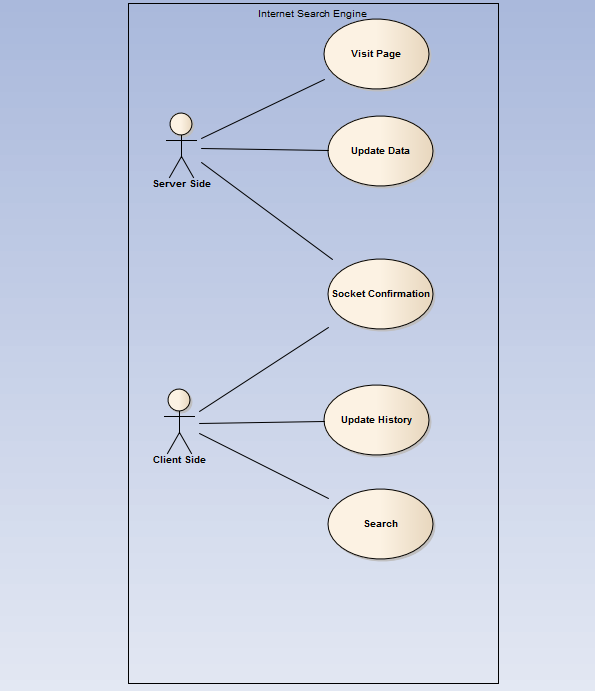 Internet Search Engine
Visit Page
Update Data
Server Side
Socket Confirmation
Update History
Client Side
Search